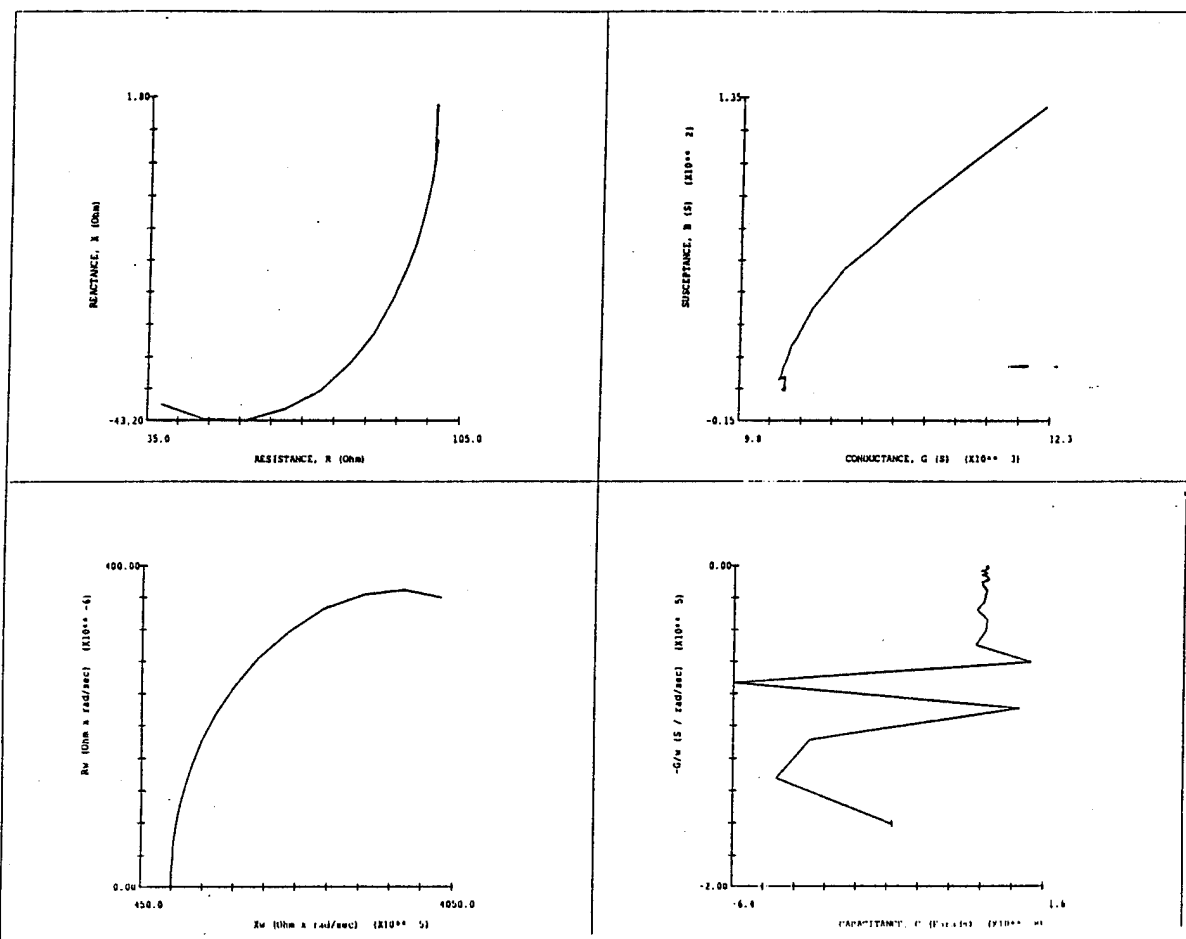 1.80
REACTANCE, X (Ohm)
-43.20
35.0
105.0
RESISTANCE, R (Ohm)
1.35
SUSCEPTANCE, B (S) (X10** 2)
-0.15
9.8
12.3
CONDUCTANCE, G (S) (X10** 3)
400.00
Rw (Ohm x rad/sec) (X10** -6)
0.00
450.0
4050.0
Xw (Ohm x rad/sec) (X10** 5)
0.00
-G/w (S / rad/sec) (X10** 5)
-2.00
-6.4
1.6
CAPACITANCE, C (Farads)